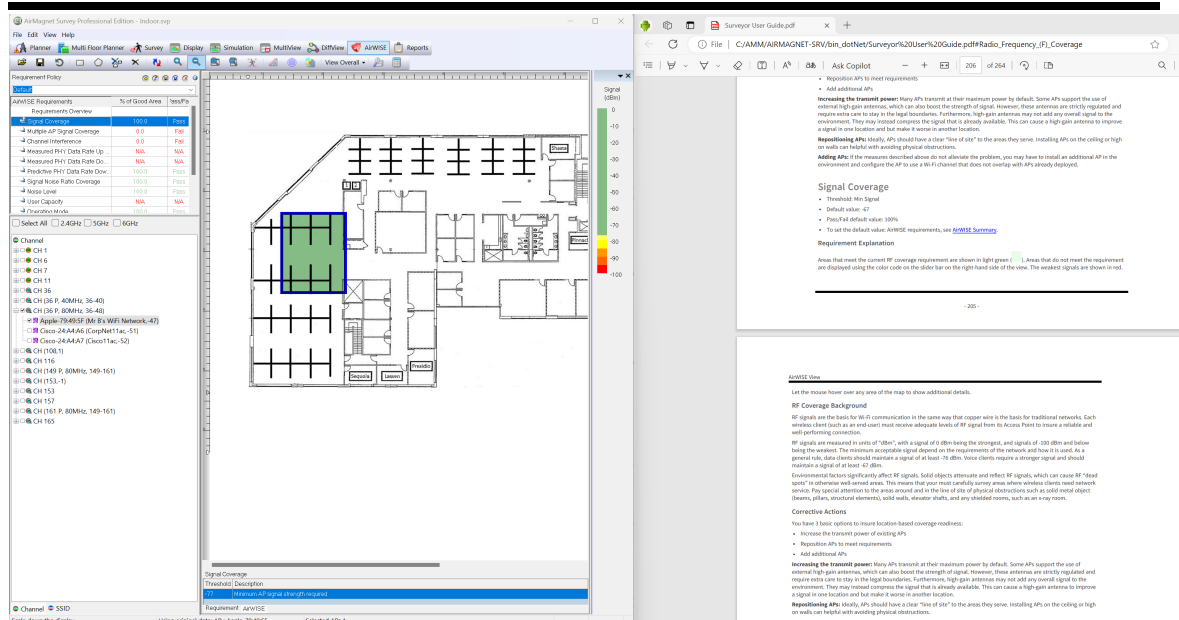 AirMagnet Survey Professional Edition - Indoor.svp
File Edit View Help
Planner Multi Floor Planner Survey Display Simulation MultiView DiffView AirWISE Reports
View Overall
Requirement Policy
Default
AirWISE Requirements % of Good Area Pass/Fa
Requirements Overview
Signal Coverage 100.0 Pass
Multiple AP Signal Coverage 0.0 Fail
Channel Interference 0.0 Fail
Measured PHY Data Rate Up ... N/A N/A
Measured PHY Data Rate Do... N/A N/A
Predictive PHY Data Rate Dow... 100.0 Pass
Signal Noise Ratio Coverage 100.0 Pass
Noise Level 100.0 Pass
User Capacity N/A N/A
Operating Mode 100.0 Pass
Select All 2.4GHz 5GHz 6GHz
Channel
CH 1
CH 6
CH 7
CH 11
CH 36
CH (36 P, 40MHz, 36-40)
CH (36 P, 80MHz, 36-48)
Apple-79:49:5F (Mr B's WiFi Network,-47)
Cisco-24:A4:A6 (CorpNet11ac,-51)
Cisco-24:A4:A7 (Cisco11ac,-52)
CH (108,1)
CH 116
CH (149 P, 80MHz, 149-161)
CH (153,-1)
CH 153
CH 157
CH (161 P, 80MHz, 149-161)
CH 165
Channel SSID
Shasta
Pinnac
1 2
Sequoia Lassen Presidio
Signal
(dBm)
0
-10
-20
-30
-40
-50
-60
-70
-80
-90
-100
Signal Coverage
Threshold Description
-77 Minimum AP signal strength required
Requirement AirWISE
Surveyor User Guide.pdf
File C:/AMM/AIRMAGNET-SRV/bin_dotNet/Surveyor%20User%20Guide.pdf#Radio_Frequency_(F)_Coverage
Ask Copilot 206 of 264
Reposition APs to meet requirements
Add additional APs
Increasing the transmit power: Many APs transmit at their maximum power by default. Some APs support the use of
external high-gain antennas, which can also boost the strength of signal. However, these antennas are strictly regulated and
require extra care to stay in the legal boundaries. Furthermore, high-gain antennas may not add any overall signal to the
environment. They may instead compress the signal that is already available. This can cause a high-gain antenna to improve
a signal in one location and but make it worse in another location.
Repositioning APs: Ideally, APs should have a clear "line of site" to the areas they serve. Installing APs on the ceiling or high
on walls can helpful with avoiding physical obstructions.
Adding APs: If the measures described above do not alleviate the problem, you may have to install an additional AP in the
environment and configure the AP to use a Wi-Fi channel that does not overlap with APs already deployed.
Signal Coverage
Threshold: Min Signal
Default value: -67
Pass/Fail default value: 100%
To set the default value: AirWISE requirements, see AirWISE Summary.
Requirement Explanation
Areas that meet the current RF coverage requirement are shown in light green ( ). Areas that do not meet the requirement
are displayed using the color code on the slider bar on the right-hand side of the view. The weakest signals are shown in red.
- 205 -
AirWISE View
Let the mouse hover over any area of the map to show additional details.
RF Coverage Background
RF signals are the basis for Wi-Fi communication in the same way that copper wire is the basis for traditional networks. Each
wireless client (such as an end-user) must receive adequate levels of RF signal from its Access Point to insure a reliable and
well-performing connection.
RF signals are measured in units of "dBm", with a signal of 0 dBm being the strongest, and signals of -100 dBm and below
being the weakest. The minimum acceptable signal depend on the requirements of the network and how it is used. As a
general rule, data clients should maintain a signal of at least -76 dBm. Voice clients require a stronger signal and should
maintain a signal of at least -67 dBm.
Environmental factors significantly affect RF signals. Solid objects attenuate and reflect RF signals, which can cause RF "dead
spots" in otherwise well-served areas. This means that your must carefully survey areas where wireless clients need network
service. Pay special attention to the areas around and in the line of site of physical obstructions such as solid metal object
(beams, pillars, structural elements), solid walls, elevator shafts, and any shielded rooms, such as an x-ray room.
Corrective Actions
You have 3 basic options to insure location-based coverage readiness:
Increase the transmit power of existing APs
Reposition APs to meet requirements
Add additional APs
Increasing the transmit power: Many APs transmit at their maximum power by default. Some APs support the use of
external high-gain antennas, which can also boost the strength of signal. However, these antennas are strictly regulated and
require extra care to stay in the legal boundaries. Furthermore, high-gain antennas may not add any overall signal to the
environment. They may instead compress the signal that is already available. This can cause a high-gain antenna to improve
a signal in one location and but make it worse in another location.
Repositioning APs: Ideally, APs should have a clear "line of site" to the areas they serve. Installing APs on the ceiling or high
on walls can helpful with avoiding physical obstructions.